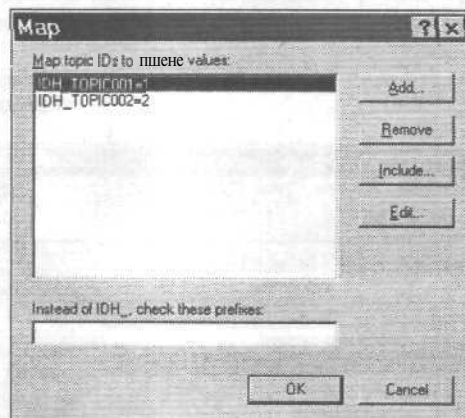 Map
Map topic IDs to пшене values:
IDH_TOPIC001=1
IDH_TOPIC002=2
Add...
Remove
Include...
Edit...
Instead of IDH_, check these prefixes:
OK
Cancel